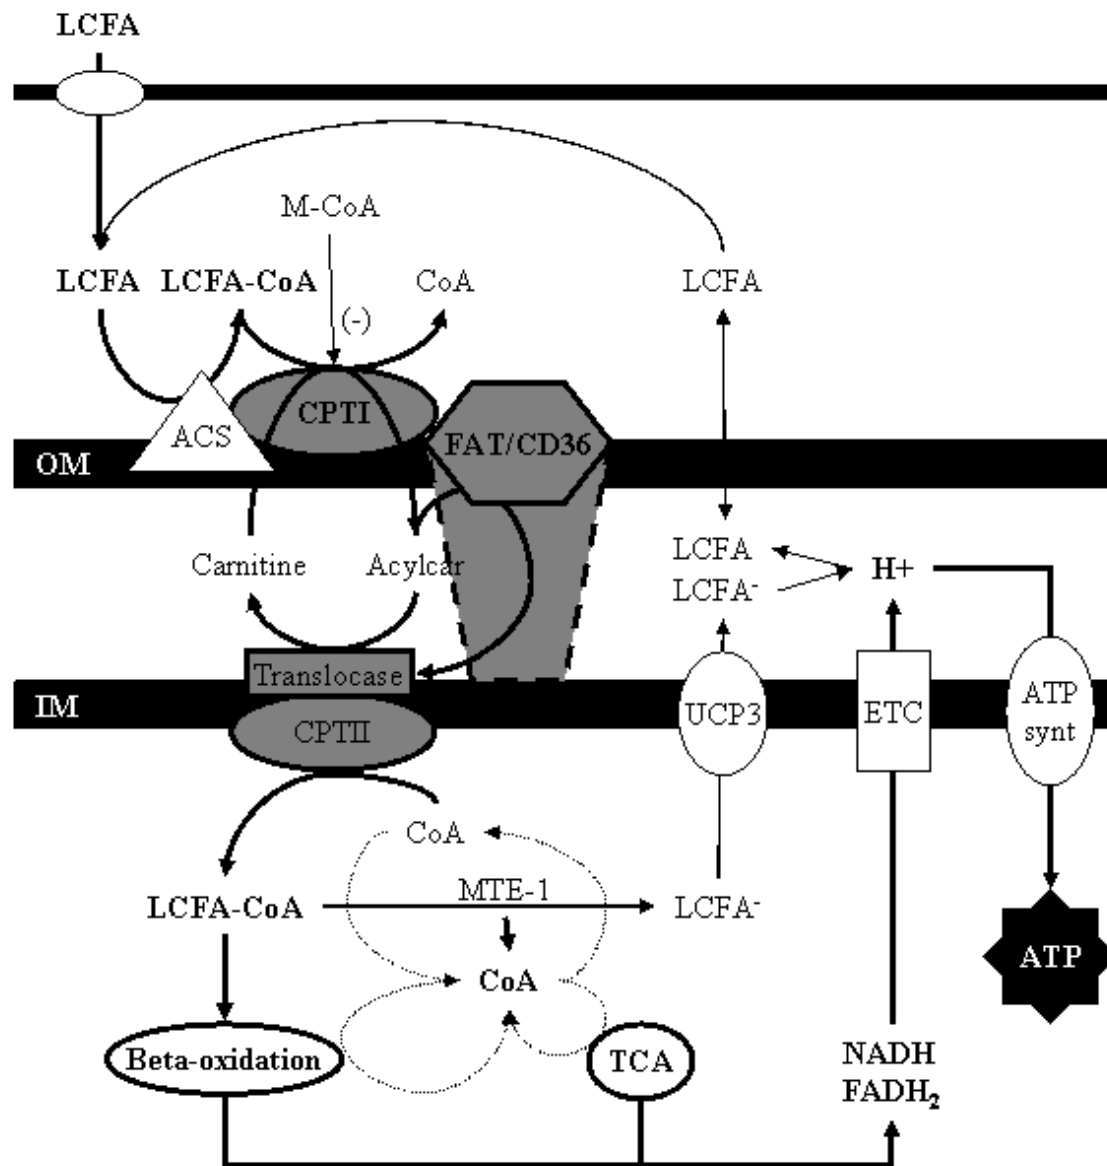 LCFA
M-CoA
LCFA
LCFA-CoA
CoA
LCFA
(-)
CPTI
ACS
FAT/CD36
OM
LCFA
Carnitine
Acylcar
H+
LCFA⁻
Translocase
IM
UCP3
ETC
ATP
synt
CPTII
CoA
MTE-1
LCFA-CoA
LCFA⁻
ATP
CoA
Beta-oxidation
TCA
NADH
FADH₂